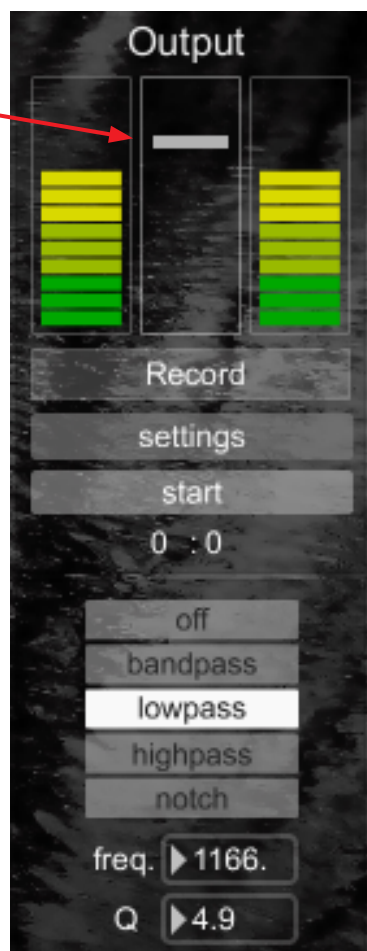 Output
Record
settings
start
0 : 0
off
bandpass
lowpass
highpass
notch
freq. 1166.
Q 4.9